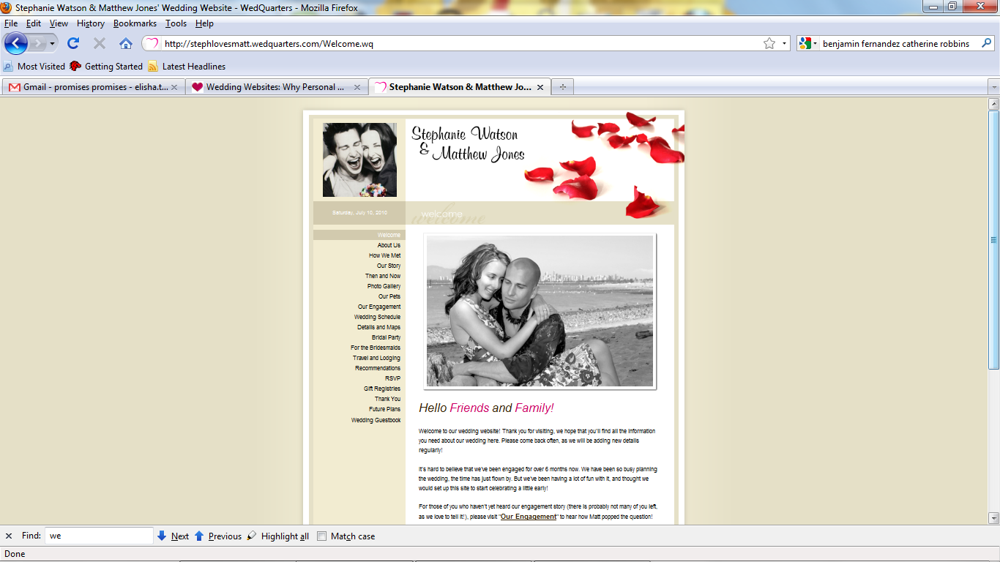 Stephanie Watson & Matthew Jones' Wedding Website - WedQuarters - Mozilla Firefox
File Edit View History Bookmarks Tools Help
http://stephlovesmatt.wedquarters.com/Welcome.wq
benjamin fernandez catherine robbins
Most Visited Getting Started Latest Headlines
Gmail - promises promises - elisha.t...
Wedding Websites: Why Personal ...
Stephanie Watson & Matthew Jo...
Stephanie Watson
& Matthew Jones
Saturday, July 10, 2010
welcome
welcome
Welcome
About Us
How We Met
Our Story
Then and Now
Photo Gallery
Our Pets
Our Engagement
Wedding Schedule
Details and Maps
Bridal Party
For the Bridesmaids
Travel and Lodging
Recommendations
RSVP
Gift Registries
Thank You
Future Plans
Wedding Guestbook
Hello Friends and Family!
Welcome to our wedding website! Thank you for visiting, we hope that you'll find all the information
you need about our wedding here. Please come back often, as we will be adding new details
regularly!
It's hard to believe that we've been engaged for over 6 months now. We have been so busy planning
the wedding, the time has just flown by. But we've been having a lot of fun with it, and thought we
would set up this site to start celebrating a little early!
For those of you who haven't yet heard our engagement story (there is probably not many of you left,
as we love to tell it!), please visit "Our Engagement" to hear how Matt popped the question!
Find: we Next Previous Highlight all Match case
Done